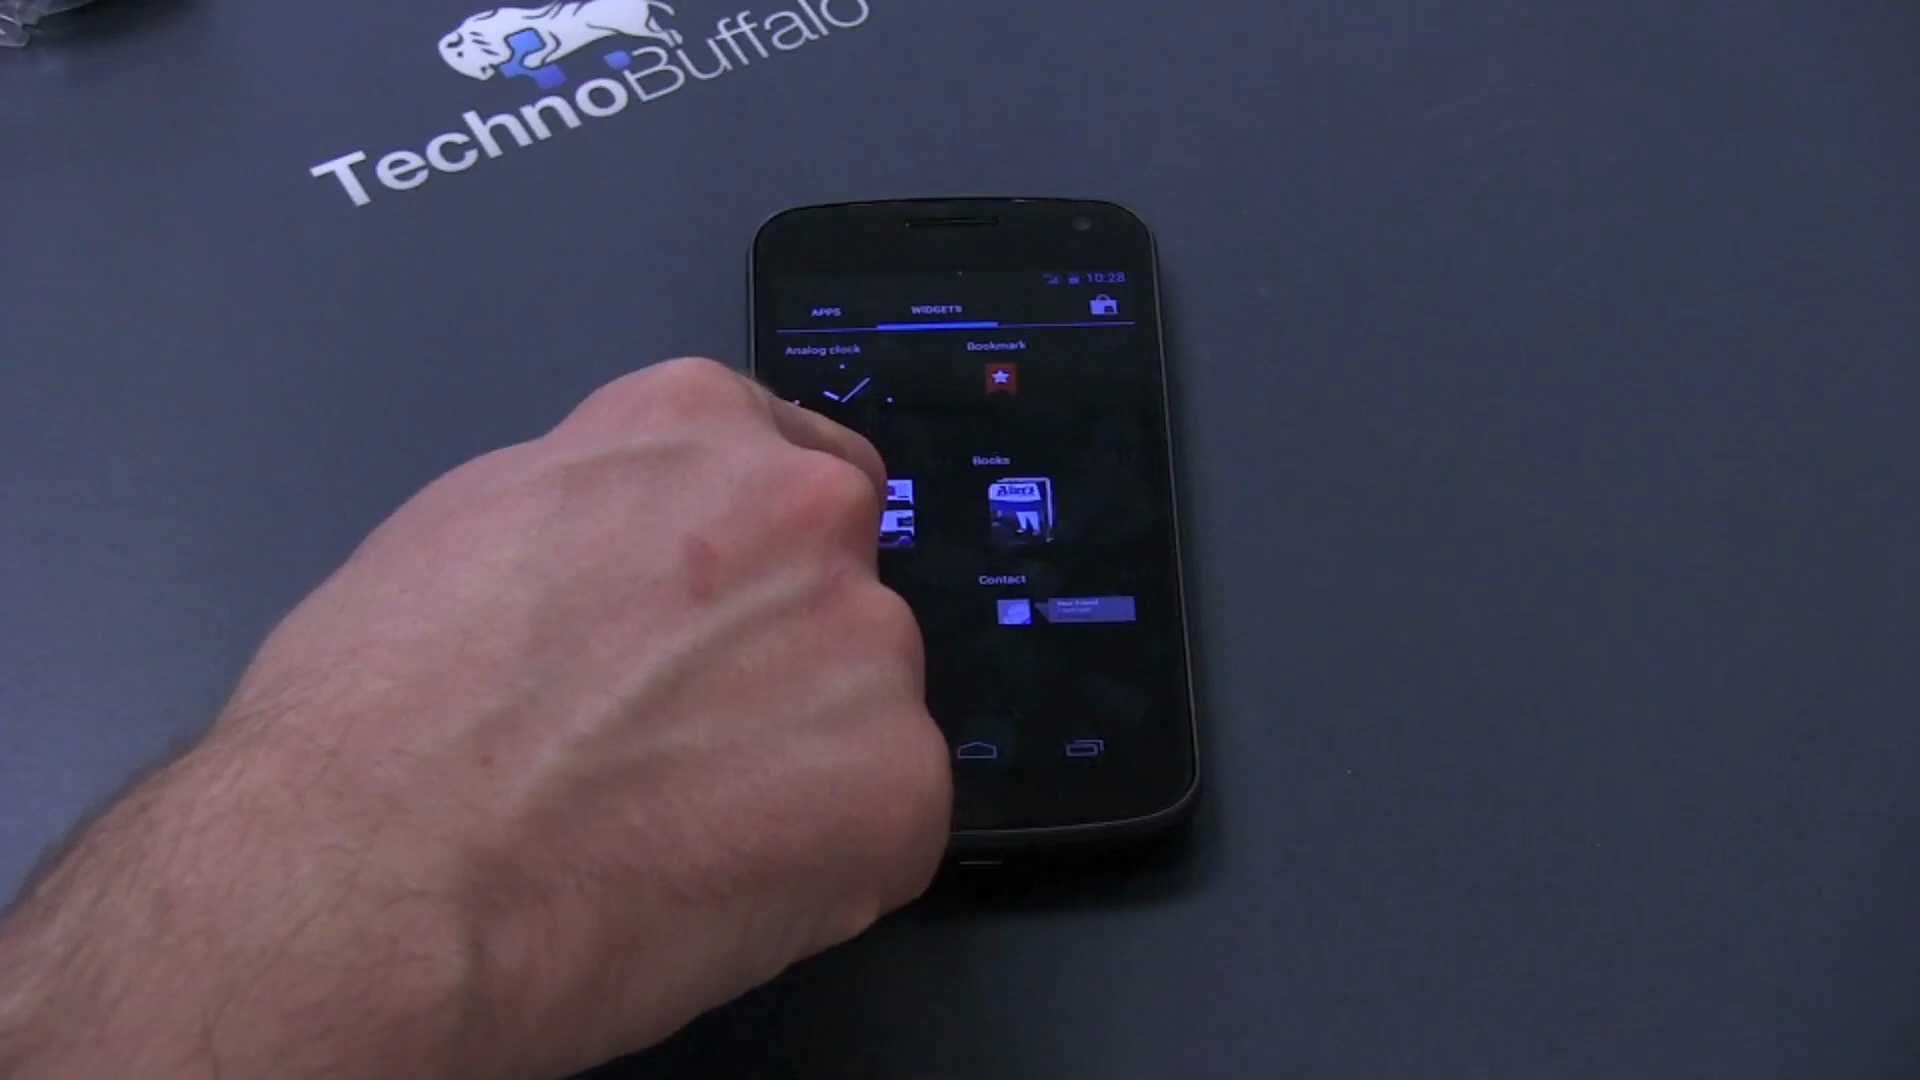 TechnoBuffalo
10:28
APPS WIDGETS
Analog clock Bookmark
Books
Contact